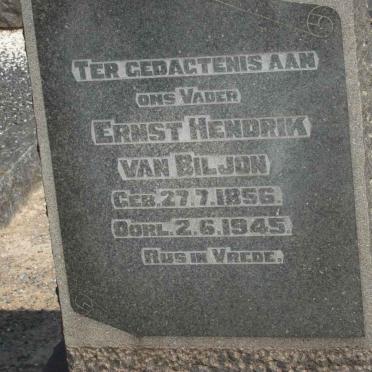 TER GEDAGTENIS AAN
ONS VADER
ERNST HENDRIK
VAN BILJON
GEB. 27.7.1856.
OORL. 2.6.1945.
RUS IN VREDE.